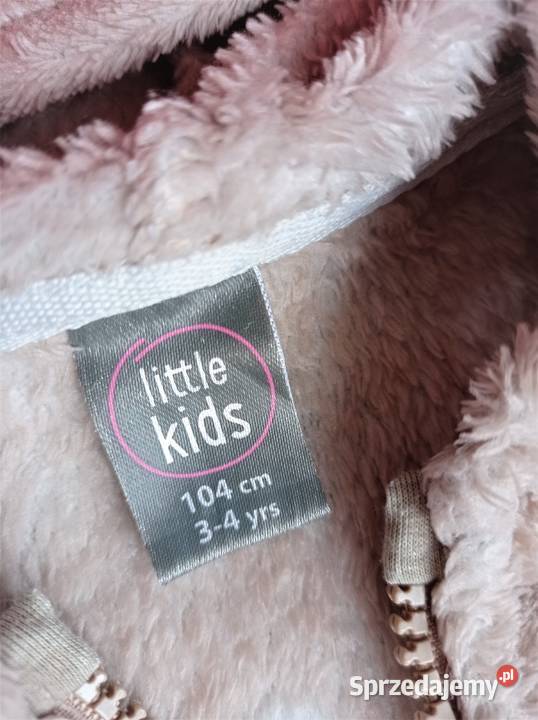 little
kids
104 cm
3-4 yrs
Sprzedajemy.pl